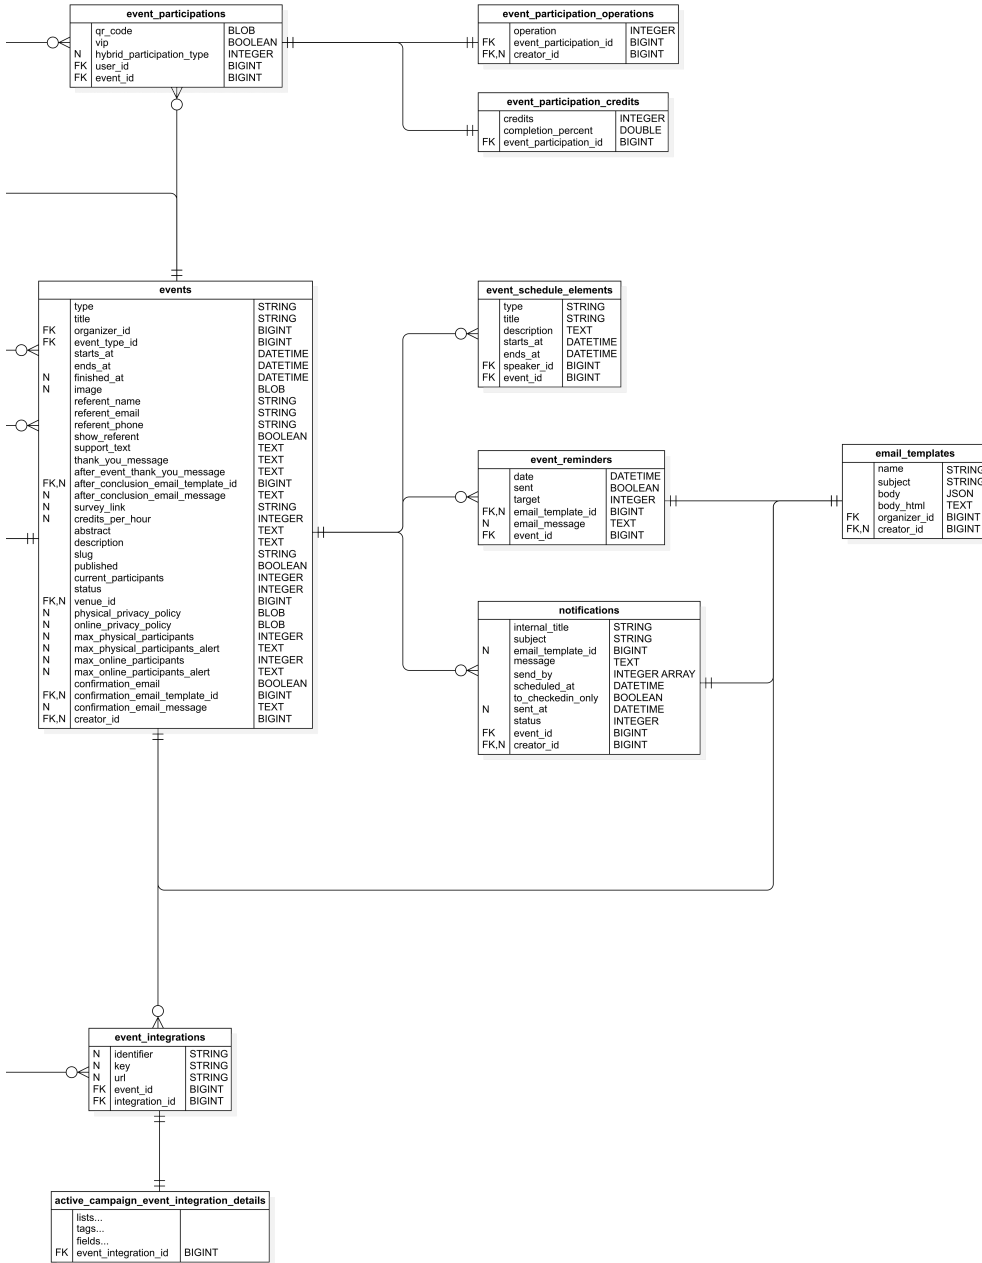 event_participations
qr_code BLOB
vip BOOLEAN
N hybrid_participation_type INTEGER
FK user_id BIGINT
FK event_id BIGINT
event_participation_operations
operation INTEGER
FK event_participation_id BIGINT
FK,N creator_id BIGINT
event_participation_credits
credits INTEGER
completion_percent DOUBLE
FK event_participation_id BIGINT
events
type STRING
title STRING
FK organizer_id BIGINT
FK event_type_id BIGINT
starts_at DATETIME
ends_at DATETIME
N finished_at DATETIME
N image BLOB
referent_name STRING
referent_email STRING
referent_phone STRING
show_referent BOOLEAN
support_text TEXT
thank_you_message TEXT
after_event_thank_you_message TEXT
FK,N after_conclusion_email_template_id BIGINT
N after_conclusion_email_message TEXT
N survey_link STRING
N credits_per_hour INTEGER
abstract TEXT
description TEXT
slug STRING
published BOOLEAN
current_participants INTEGER
status INTEGER
FK,N venue_id BIGINT
N physical_privacy_policy BLOB
N online_privacy_policy BLOB
N max_physical_participants INTEGER
N max_physical_participants_alert TEXT
N max_online_participants INTEGER
N max_online_participants_alert TEXT
confirmation_email BOOLEAN
FK,N confirmation_email_template_id BIGINT
N confirmation_email_message TEXT
FK,N creator_id BIGINT
event_schedule_elements
type STRING
title STRING
description TEXT
starts_at DATETIME
ends_at DATETIME
FK speaker_id BIGINT
FK event_id BIGINT
event_reminders
date DATETIME
sent BOOLEAN
target INTEGER
FK,N email_template_id BIGINT
N email_message TEXT
FK event_id BIGINT
email_templates
name STRING
subject STRING
body JSON
body_html TEXT
FK organizer_id BIGINT
FK,N creator_id BIGINT
notifications
internal_title STRING
subject STRING
N email_template_id BIGINT
message TEXT
send_by INTEGER ARRAY
scheduled_at DATETIME
to_checkedin_only BOOLEAN
N sent_at DATETIME
status INTEGER
FK event_id BIGINT
FK,N creator_id BIGINT
event_integrations
N identifier STRING
N key STRING
N url STRING
FK event_id BIGINT
FK integration_id BIGINT
active_campaign_event_integration_details
lists...
tags...
fields...
FK event_integration_id BIGINT